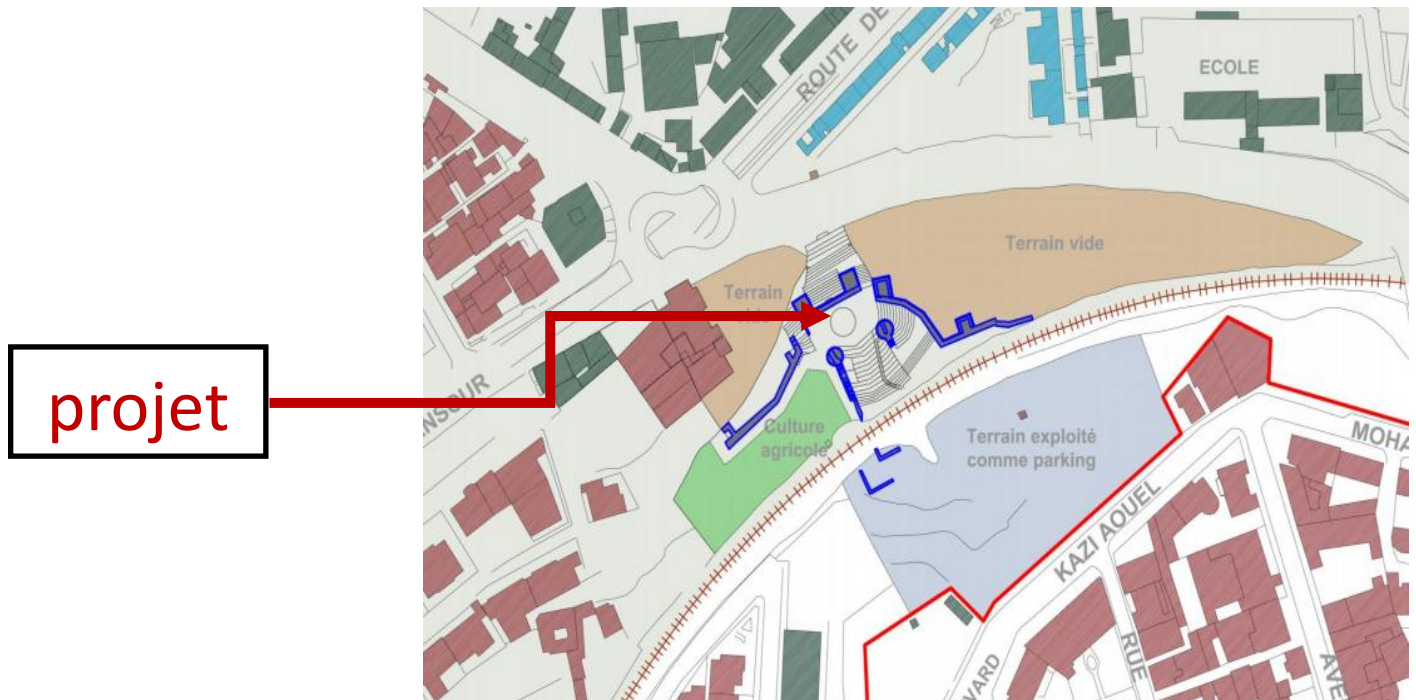 ROUTE DE
ECOLE
Terrain vide
Terrain
vide
projet
NSOUR
Culture
agricole
Terrain exploité
comme parking
MOHA
KAZI AOUEL
RUE
VARD
AVE